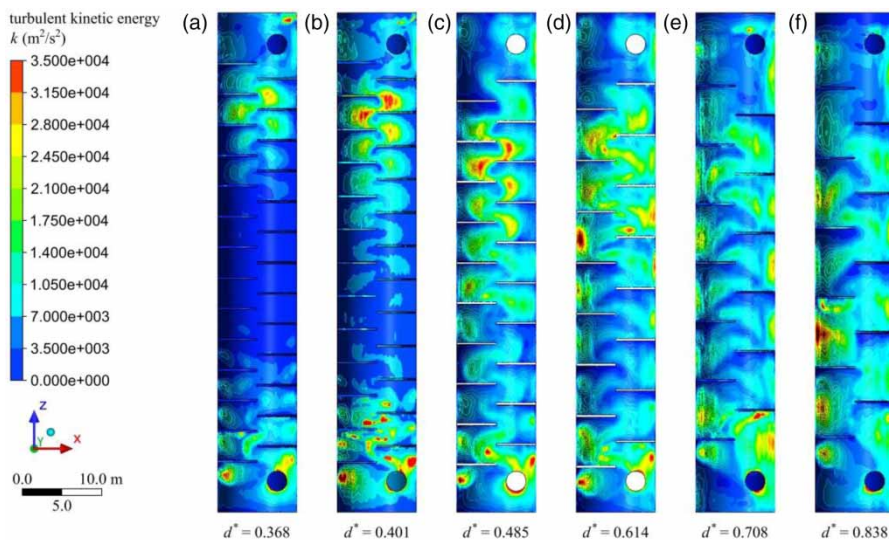 turbulent kinetic energy
k (m²/s²)
3.500e+004
3.150e+004
2.800e+004
2.450e+004
2.100e+004
1.750e+004
1.400e+004
1.050e+004
7.000e+003
3.500e+003
0.000e+000
Z
Y
X
0.0
10.0 m
5.0
(a) (b) (c) (d) (e) (f)
d* = 0.368 d* = 0.401 d* = 0.485 d* = 0.614 d* = 0.708 d* = 0.838